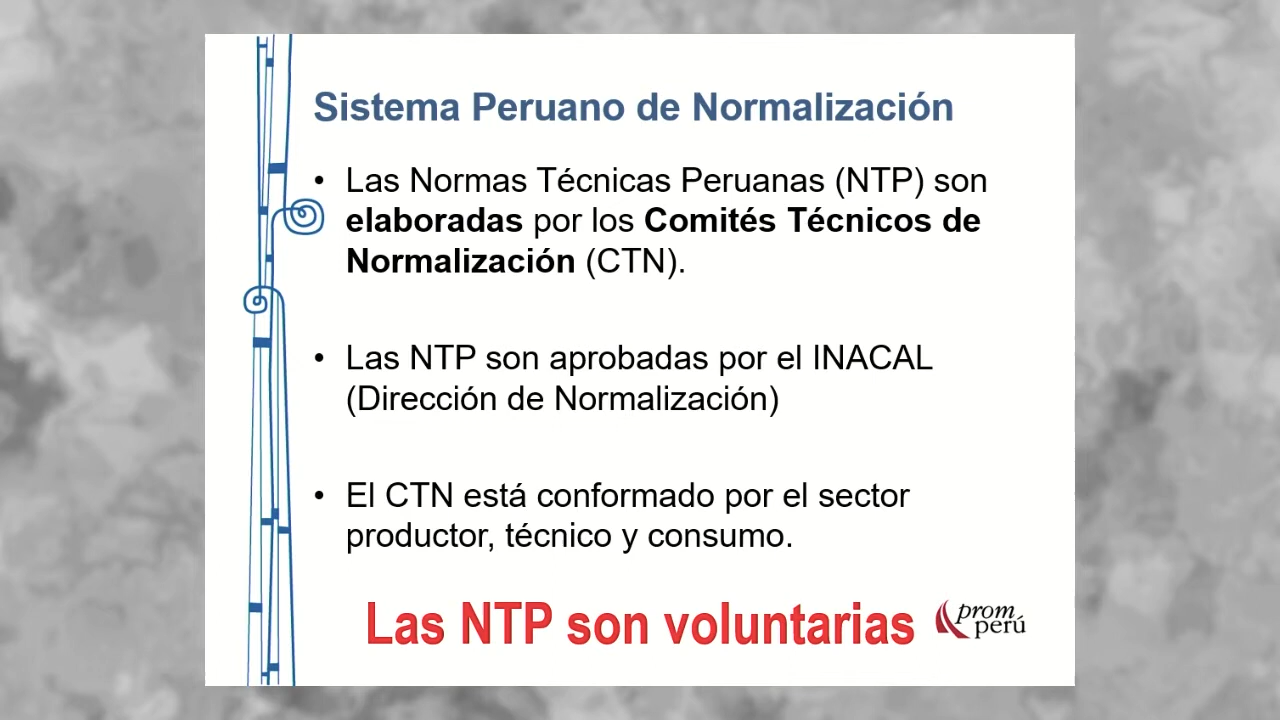 Sistema Peruano de Normalización
• Las Normas Técnicas Peruanas (NTP) son
elaboradas por los Comités Técnicos de
Normalización (CTN).
• Las NTP son aprobadas por el INACAL
(Dirección de Normalización)
• El CTN está conformado por el sector
productor, técnico y consumo.
Las NTP son voluntarias
prom
perú